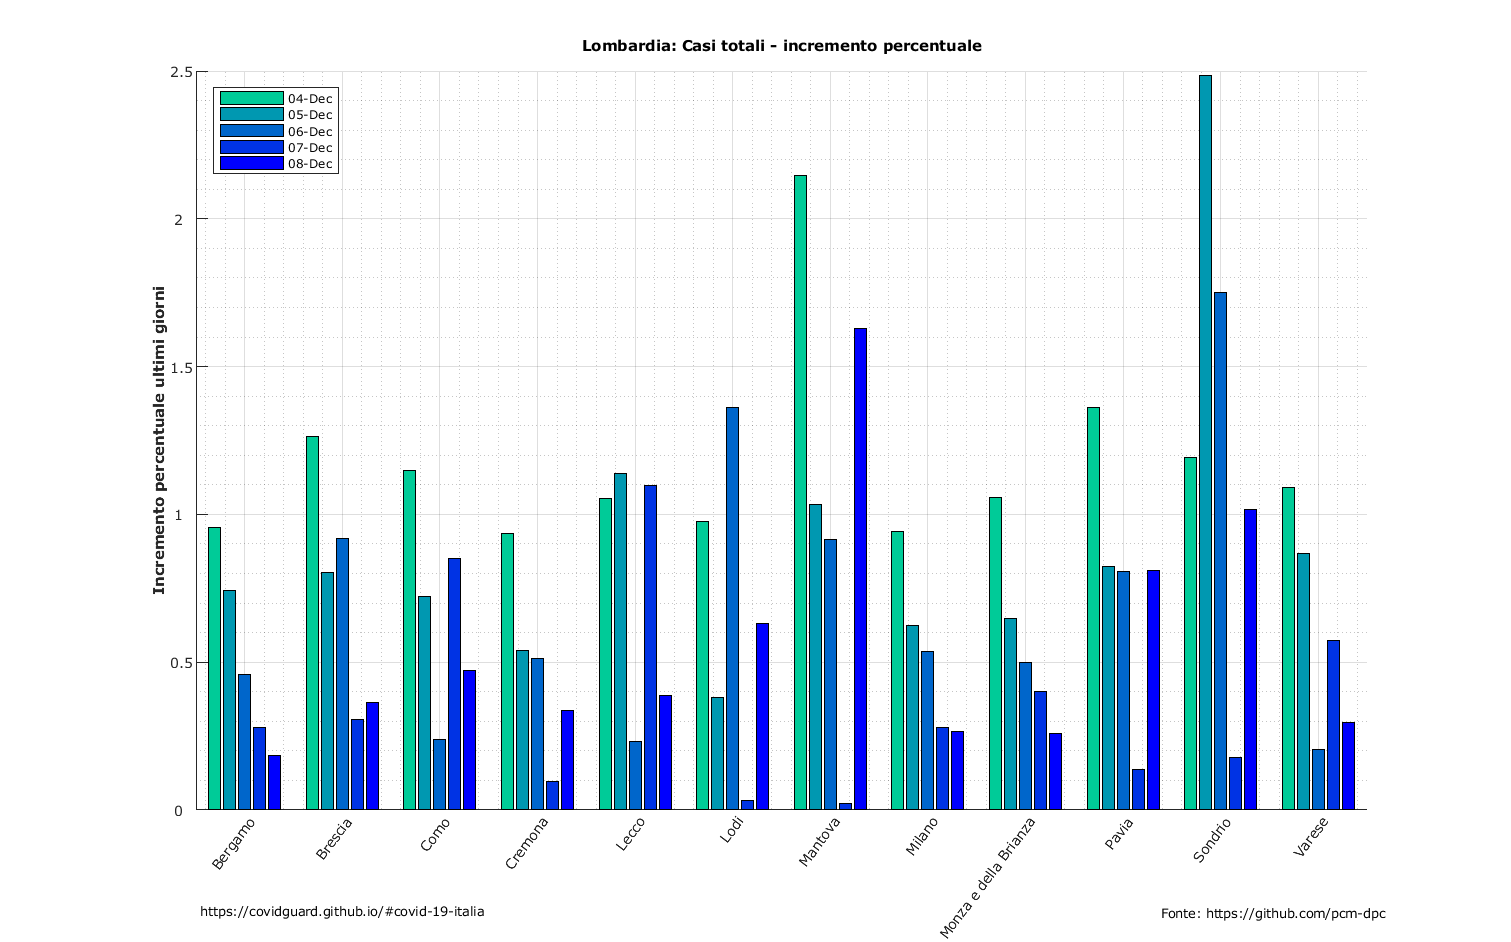 Lombardia: Casi totali - incremento percentuale
Incremento percentuale ultimi giorni
2.5
2
1.5
1
0.5
0
04-Dec
05-Dec
06-Dec
07-Dec
08-Dec
Bergamo
Brescia
Como
Cremona
Lecco
Lodi
Mantova
Milano
Monza e della Brianza
Pavia
Sondrio
Varese
https://covidguard.github.io/#covid-19-italia
Fonte: https://github.com/pcm-dpc